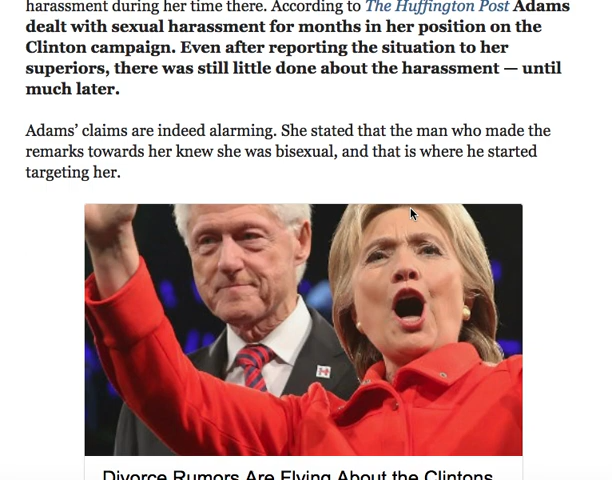 harassment during her time there. According to The Huffington Post Adams
dealt with sexual harassment for months in her position on the
Clinton campaign. Even after reporting the situation to her
superiors, there was still little done about the harassment — until
much later.
Adams’ claims are indeed alarming. She stated that the man who made the
remarks towards her knew she was bisexual, and that is where he started
targeting her.
H
Divorce Rumors Are Flying About the Clintons